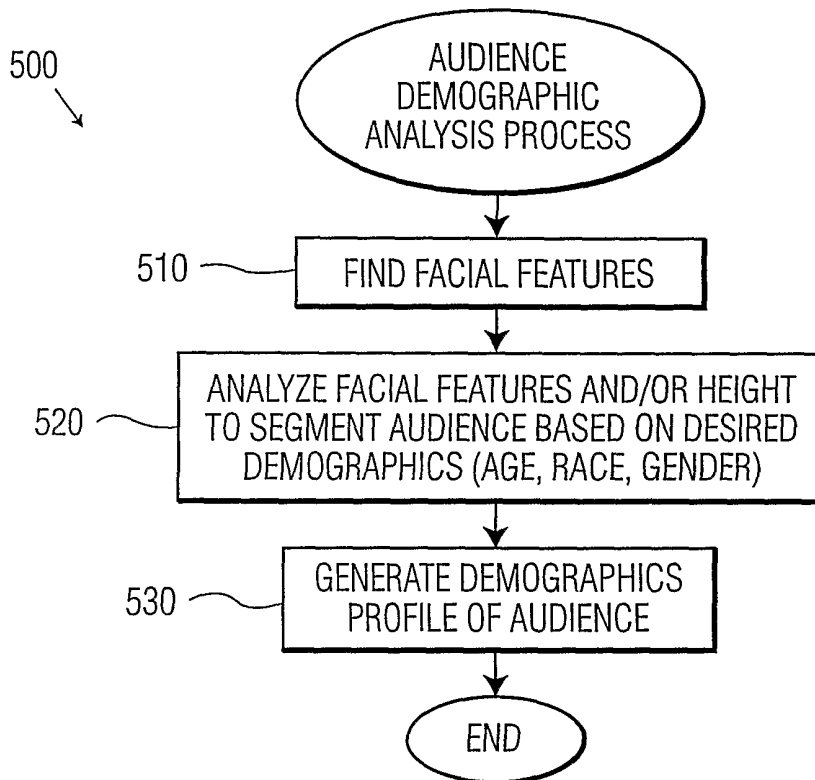 500
AUDIENCE
DEMOGRAPHIC
ANALYSIS PROCESS
510
FIND FACIAL FEATURES
520
ANALYZE FACIAL FEATURES AND/OR HEIGHT
TO SEGMENT AUDIENCE BASED ON DESIRED
DEMOGRAPHICS (AGE, RACE, GENDER)
530
GENERATE DEMOGRAPHICS
PROFILE OF AUDIENCE
END